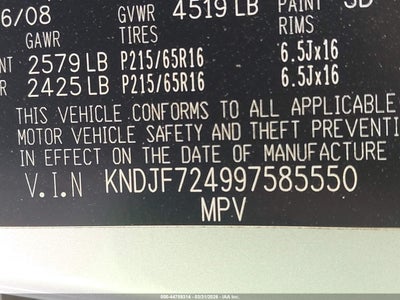 6/08 GVWR 4519 LB
GAWR TIRES RIMS
NT 2579 LB P215/65R16 6.5Jx16
R 2425 LB P215/65R16 6.5Jx16
THIS VEHICLE CONFORMS TO ALL APPLICABLE
MOTOR VEHICLE SAFETY AND THEFT PREVENTI
IN EFFECT ON THE DATE OF MANUFACTURE
V.I.N KNDJF724997585550
MPV